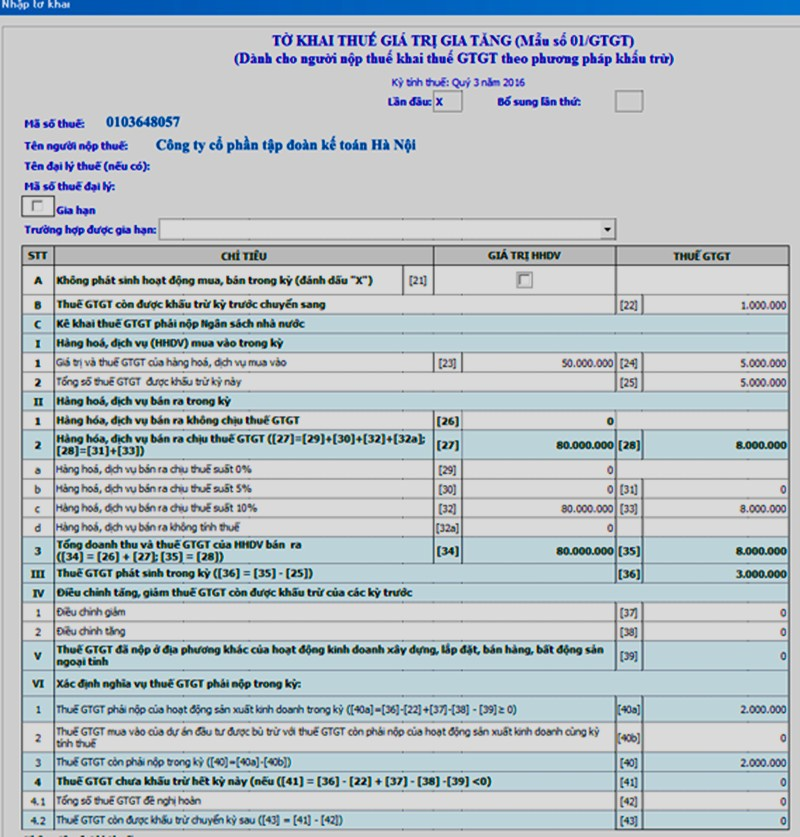 Nhập tờ khai
TỜ KHAI THUẾ GIÁ TRỊ GIA TĂNG (Mẫu số 01/GTGT)
(Dành cho người nộp thuế khai thuế GTGT theo phương pháp khấu trừ)
Kỳ tính thuế: Quý 3 năm 2016
Lần đầu: X Bổ sung lần thứ:
Mã số thuế: 0103648057
Tên người nộp thuế: Công ty cổ phần tập đoàn kế toán Hà Nội
Tên đại lý thuế (nếu có):
Mã số thuế đại lý:
Gia hạn
Trường hợp được gia hạn:
STT CHỈ TIÊU GIÁ TRỊ HHDV THUẾ GTGT
A Không phát sinh hoạt động mua, bán trong kỳ (đánh dấu "X") [21]
B Thuế GTGT còn được khấu trừ kỳ trước chuyển sang [22] 1.000.000
C Kê khai thuế GTGT phải nộp Ngân sách nhà nước
I Hàng hoá, dịch vụ (HHDV) mua vào trong kỳ
1 Giá trị và thuế GTGT của hàng hoá, dịch vụ mua vào [23] 50.000.000 [24] 5.000.000
2 Tổng số thuế GTGT được khấu trừ kỳ này [25] 5.000.000
II Hàng hoá, dịch vụ bán ra trong kỳ
1 Hàng hóa, dịch vụ bán ra không chịu thuế GTGT [26] 0
2 Hàng hóa, dịch vụ bán ra chịu thuế GTGT ([27]=[29]+[30]+[32]+[32a]; [27] 80.000.000 [28] 8.000.000
[28]=[31]+[33])
a Hàng hoá, dịch vụ bán ra chịu thuế suất 0% [29] 0
b Hàng hoá, dịch vụ bán ra chịu thuế suất 5% [30] 0 [31] 0
c Hàng hoá, dịch vụ bán ra chịu thuế suất 10% [32] 80.000.000 [33] 8.000.000
d Hàng hoá, dịch vụ bán ra không tính thuế [32a] 0
3 Tổng doanh thu và thuế GTGT của HHDV bán ra [34] 80.000.000 [35] 8.000.000
([34] = [26] + [27]; [35] = [28])
III Thuế GTGT phát sinh trong kỳ ([36] = [35] - [25]) [36] 3.000.000
IV Điều chỉnh tăng, giảm thuế GTGT còn được khấu trừ của các kỳ trước
1 Điều chỉnh giảm [37] 0
2 Điều chỉnh tăng [38] 0
V Thuế GTGT đã nộp ở địa phương khác của hoạt động kinh doanh xây dựng, lắp đặt, bán hàng, bất động sản [39] 0
ngoại tỉnh
VI Xác định nghĩa vụ thuế GTGT phải nộp trong kỳ:
1 Thuế GTGT phải nộp của hoạt động sản xuất kinh doanh trong kỳ ([40a]=[36]-[22]+[37]-[38] - [39]≥ 0) [40a] 2.000.000
2 Thuế GTGT mua vào của dự án đầu tư được bù trừ với thuế GTGT còn phải nộp của hoạt động sản xuất kinh doanh cùng kỳ [40b] 0
tính thuế
3 Thuế GTGT còn phải nộp trong kỳ ([40]=[40a]-[40b]) [40] 2.000.000
4 Thuế GTGT chưa khấu trừ hết kỳ này (nếu ([41] = [36] - [22] + [37] - [38] -[39] <0) [41] 0
4.1 Tổng số thuế GTGT đề nghị hoàn [42] 0
4.2 Thuế GTGT còn được khấu trừ chuyển kỳ sau ([43] = [41] - [42]) [43] 0